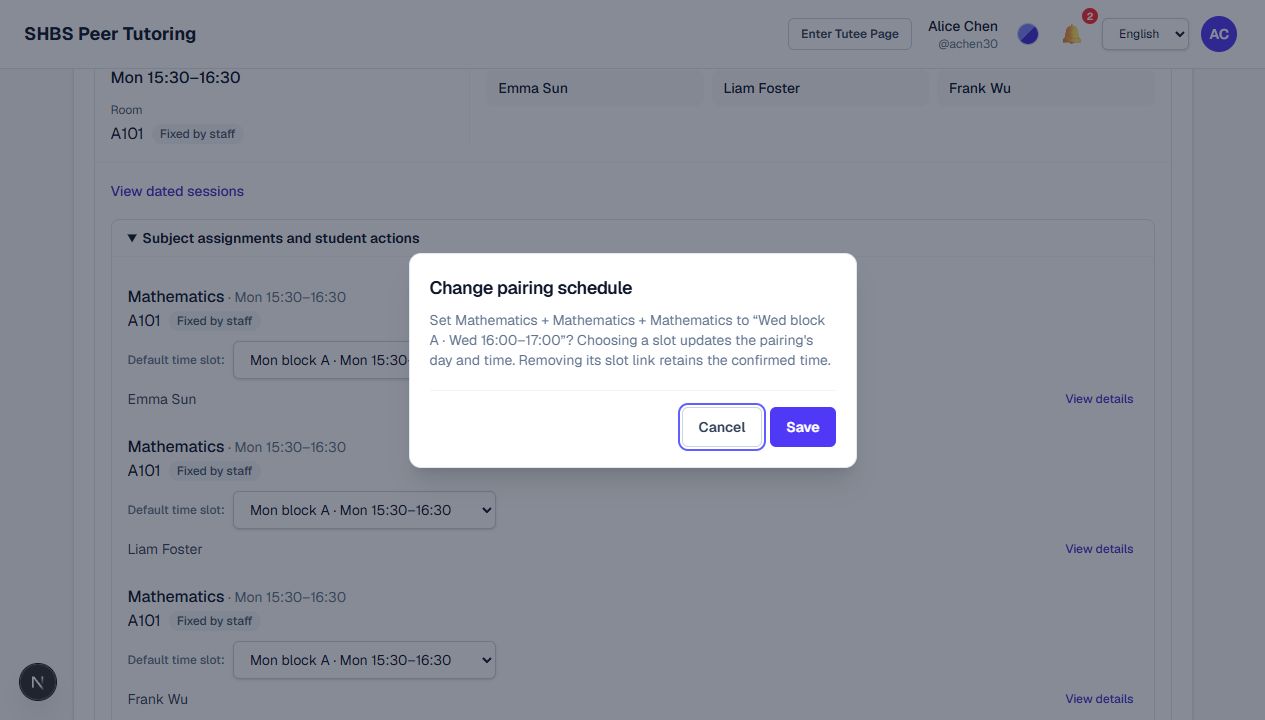 SHBS Peer Tutoring
Enter Tutee Page
Alice Chen
@achen30
2
English
AC
Mon 15:30–16:30
Emma Sun
Liam Foster
Frank Wu
Room
A101 Fixed by staff
View dated sessions
▼ Subject assignments and student actions
Mathematics · Mon 15:30–16:30
A101 Fixed by staff
Default time slot: Mon block A · Mon 15:30–
Emma Sun
View details
Change pairing schedule
Set Mathematics + Mathematics + Mathematics to “Wed block
A · Wed 16:00–17:00”? Choosing a slot updates the pairing's
day and time. Removing its slot link retains the confirmed time.
Cancel
Save
Mathematics · Mon 15:30–16:30
A101 Fixed by staff
Default time slot: Mon block A · Mon 15:30–16:30
Liam Foster
View details
Mathematics · Mon 15:30–16:30
A101 Fixed by staff
Default time slot: Mon block A · Mon 15:30–16:30
Frank Wu
View details
N